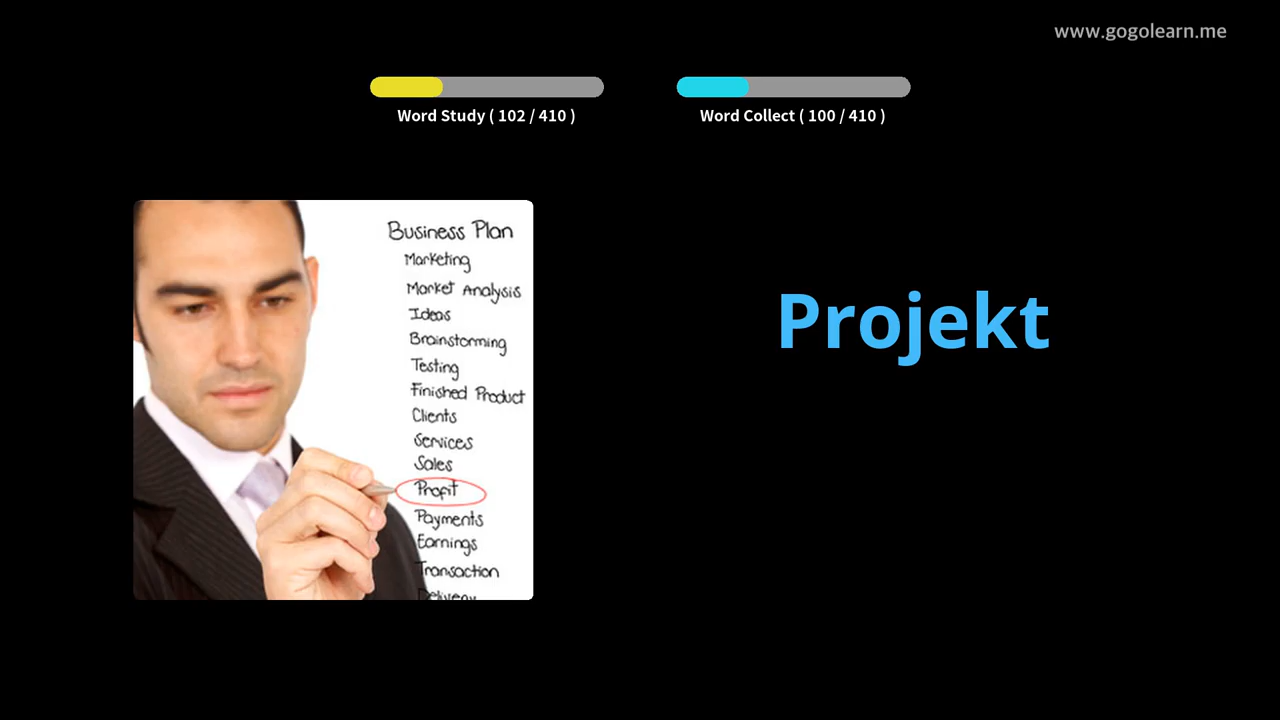 www.gogolearn.me
Word Study ( 102 / 410 )
Word Collect ( 100 / 410 )
Business Plan
Marketing
Market Analysis
Ideas
Brainstorming
Testing
Finished Product
Clients
Services
Sales
Profit
Payments
Earnings
Transaction
Delivery
Projekt